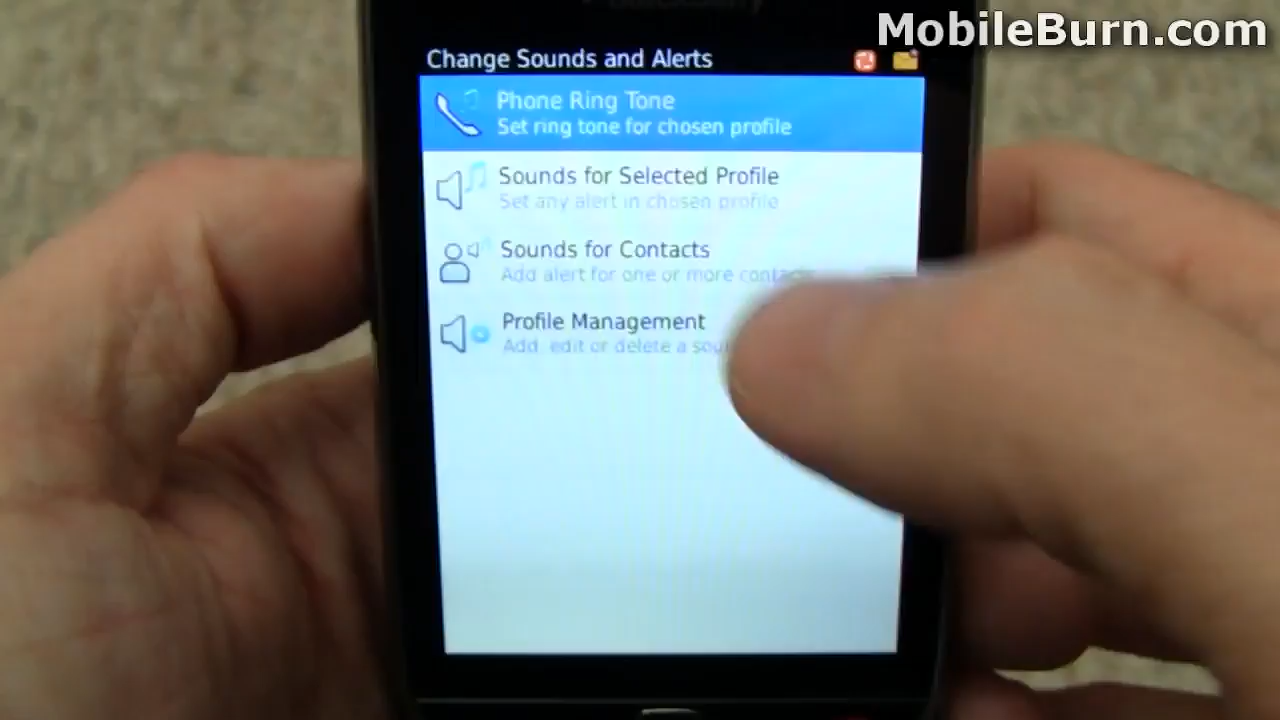 MobileBurn.com
Change Sounds and Alerts
Phone Ring Tone
Set ring tone for chosen profile
Sounds for Selected Profile
Set any alert in chosen profile
Sounds for Contacts
Add alert for one or more contacts
Profile Management
Add, edit or delete a